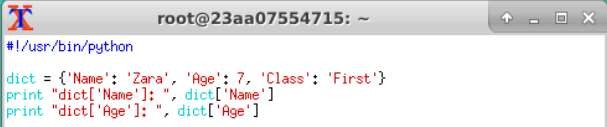 root@23aa07554715: ~
#!/usr/bin/python
dict = {'Name': 'Zara', 'Age': 7, 'Class': 'First'}
print "dict['Name']: ", dict['Name']
print "dict['Age']: ", dict['Age']